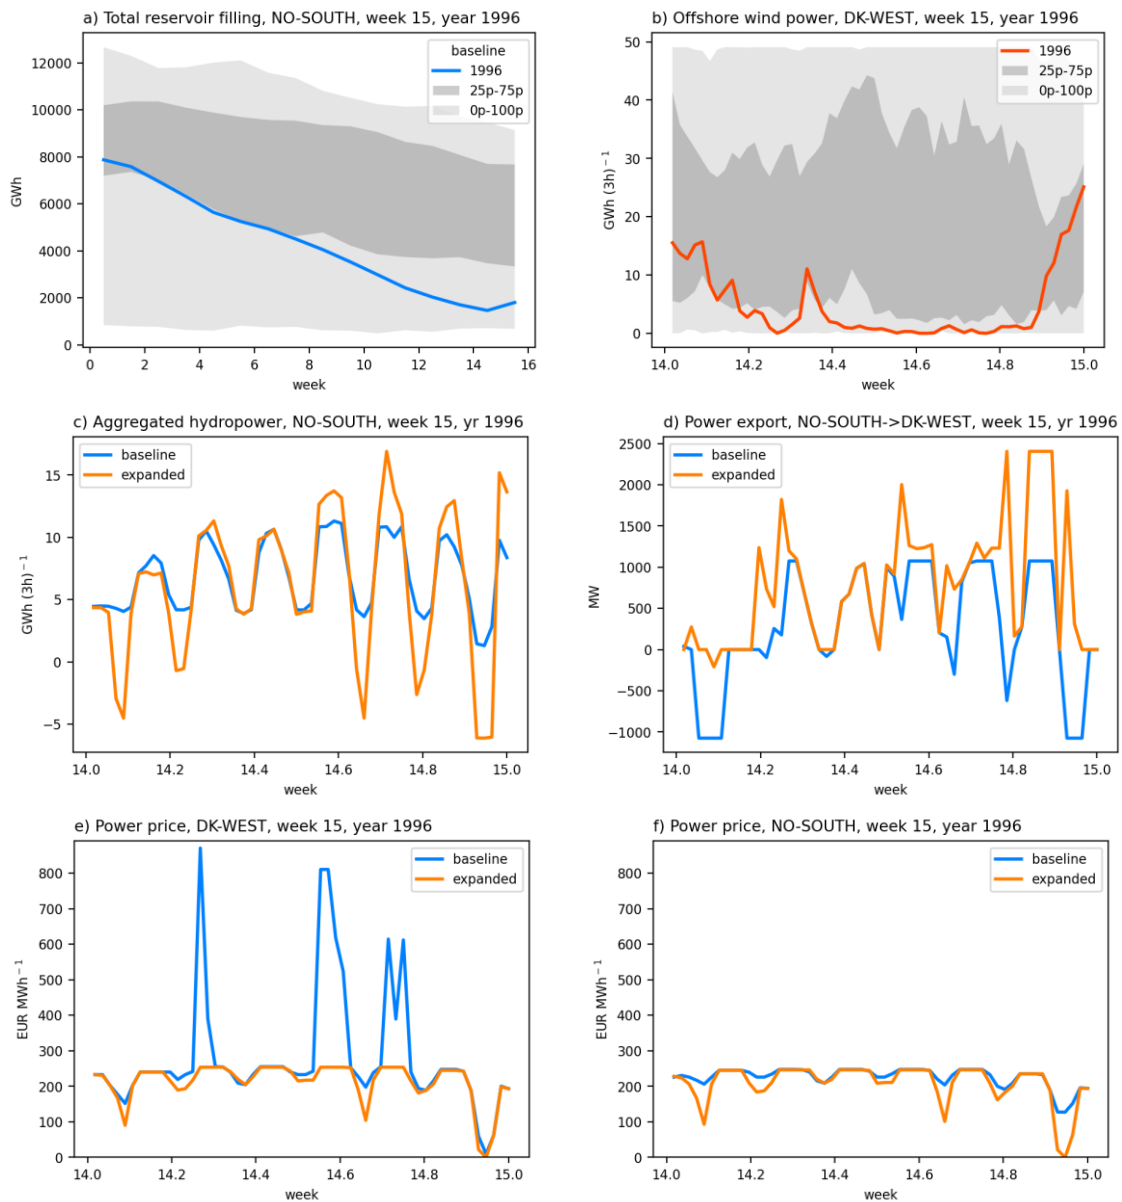 a) Total reservoir filling, NO-SOUTH, week 15, year 1996
baseline
1996
25p-75p
0p-100p
GWh
12000
10000
8000
6000
4000
2000
0
0 2 4 6 8 10 12 14 16
week
b) Offshore wind power, DK-WEST, week 15, year 1996
1996
25p-75p
0p-100p
GWh (3h)⁻¹
50
40
30
20
10
0
14.0 14.2 14.4 14.6 14.8 15.0
week
c) Aggregated hydropower, NO-SOUTH, week 15, yr 1996
baseline
expanded
GWh (3h)⁻¹
15
10
5
0
−5
14.0 14.2 14.4 14.6 14.8 15.0
week
d) Power export, NO-SOUTH->DK-WEST, week 15, yr 1996
baseline
expanded
MW
2500
2000
1500
1000
500
0
−500
−1000
14.0 14.2 14.4 14.6 14.8 15.0
week
e) Power price, DK-WEST, week 15, year 1996
baseline
expanded
EUR MWh⁻¹
800
700
600
500
400
300
200
100
0
14.0 14.2 14.4 14.6 14.8 15.0
week
f) Power price, NO-SOUTH, week 15, year 1996
baseline
expanded
EUR MWh⁻¹
800
700
600
500
400
300
200
100
0
14.0 14.2 14.4 14.6 14.8 15.0
week